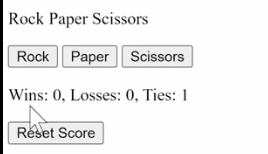 Rock Paper Scissors
Rock Paper Scissors
Wins: 0, Losses: 0, Ties: 1
Reset Score